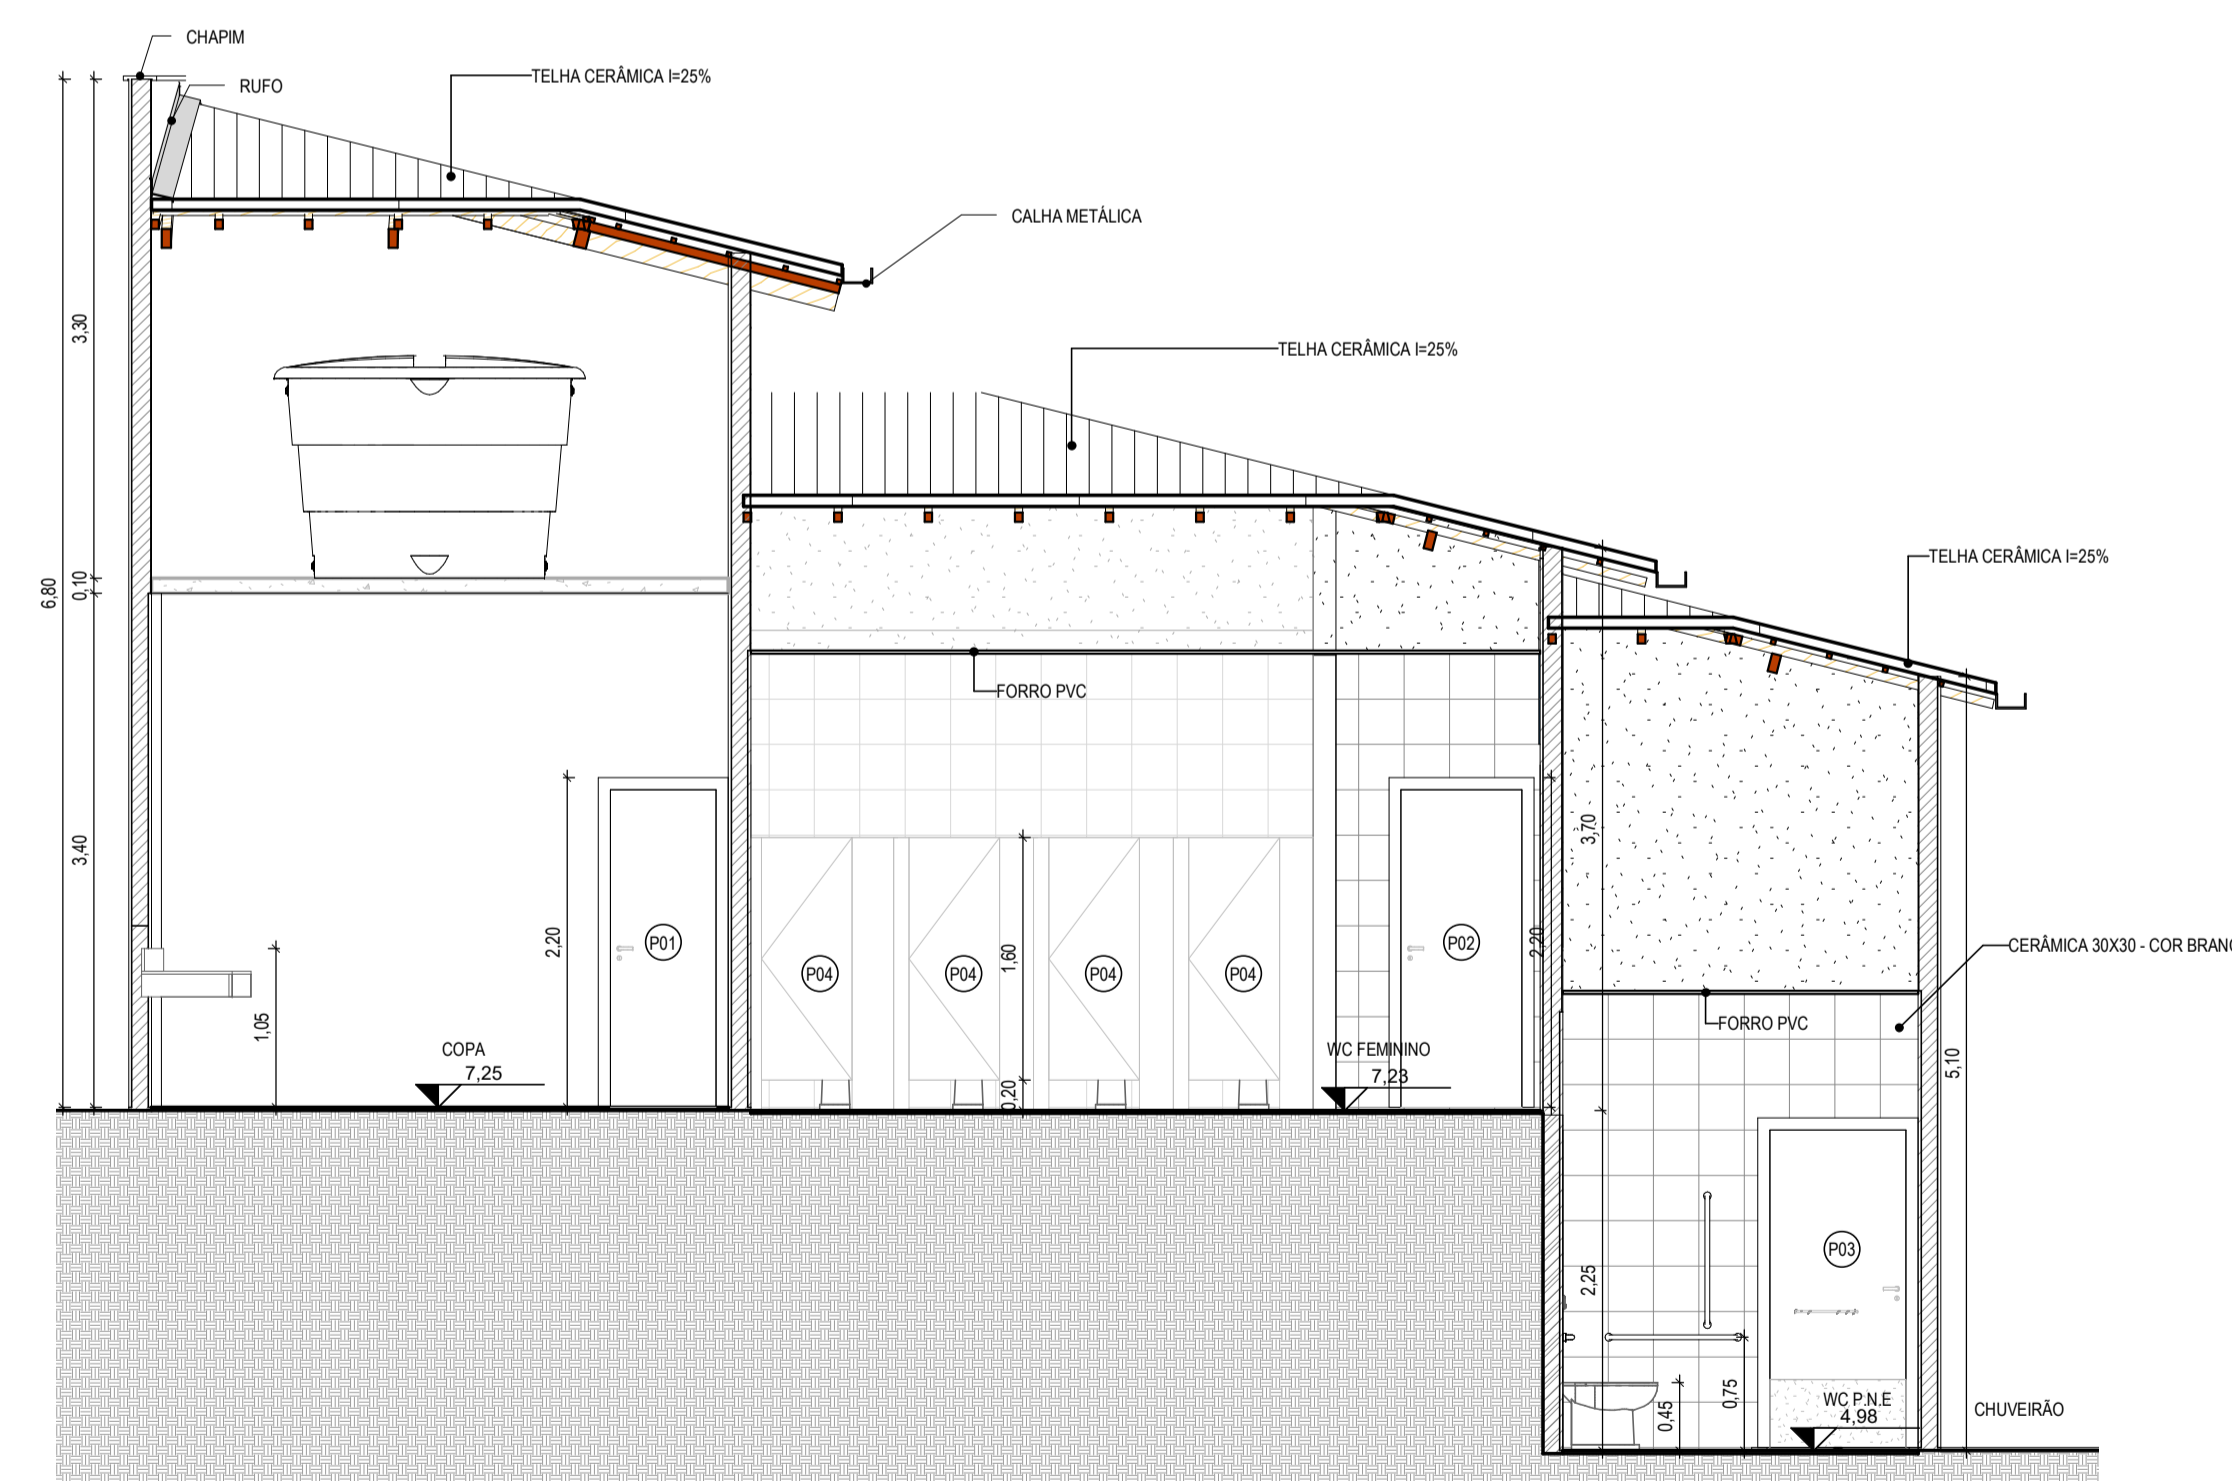 CHAPIM
TELHA CERÂMICA I=25%
RUFO
CALHA METÁLICA
3,30
TELHA CERÂMICA I=25%
TELHA CERÂMICA I=25%
6,80
0,10
FORRO PVC
3,70
3,40
2,20
P01
P02
2,20
CERÂMICA 30X30 - COR BRANC
P04
P04
P04
P04
1,60
1,05
FORRO PVC
COPA
7,25
WC FEMININO
7,23
5,10
0,20
P03
2,25
0,75
0,45
WC P.N.E
4,98
CHUVEIRÃO